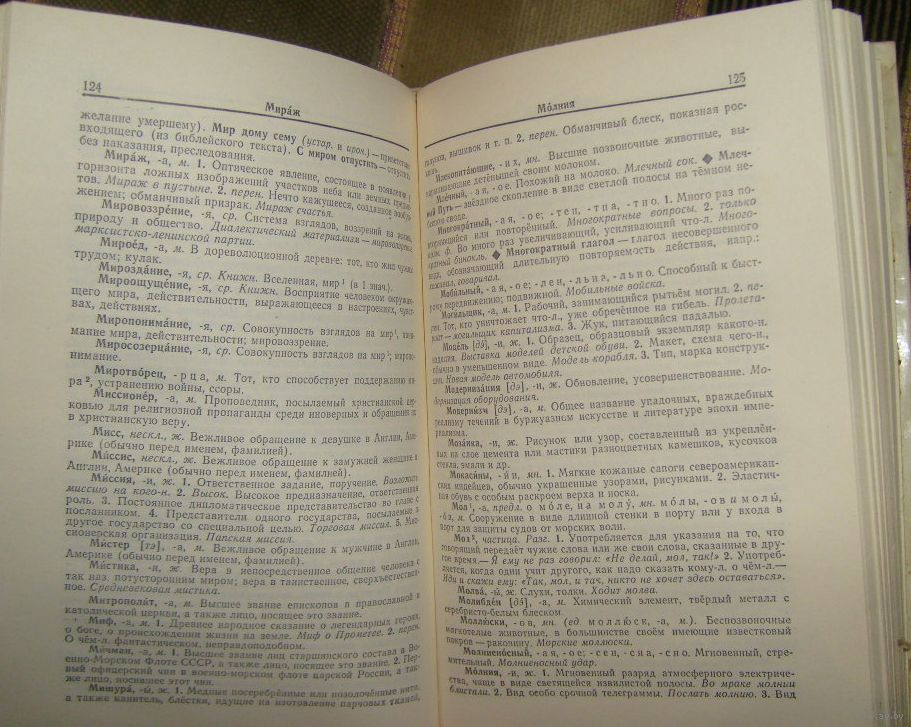 124
Мира́ж
желание умершему). Мир дому сему (устар. и ирон.) — приветствие
входящего (из библейского текста). С миром отпустить — отпустить
без наказания, преследования.
Мира́ж, -а, м. 1. Оптическое явление, состоящее в появлении у
горизонта ложных изображений участков неба или земных предме-
тов. Мираж в пустыне. 2. перен. Нечто кажущееся, созданное вообра-
жением; обманчивый призрак. Мираж счастья.
Мировоззре́ние, -я, ср. Система взглядов, воззрений на жизнь,
природу и общество. Диалектический материализм — мировоззрение
марксистско-ленинской партии.
Мирое́д, -а, м. В дореволюционной деревне: тот, кто жил чужим
трудом; кулак.
Мирозда́ние, -я, ср. Книжн. Вселенная, мир¹ (в 1 знач.).
Мироощуще́ние, -я, ср. Книжн. Восприятие человеком окружаю-
щего мира, действительности, выражающееся в настроениях, чувст-
вах, действиях.
Миропонима́ние, -я, ср. Совокупность взглядов на мир¹, пони-
мание мира, действительности; мировоззрение.
Миросозерца́ние, -я, ср. Совокупность взглядов на мир¹; миропо-
нимание.
Миротво́рец, -рца, м. Тот, кто способствует поддержанию ми-
ра², устранению войны, ссоры.
Миссионе́р, -а, м. Проповедник, посылаемый христианской цер-
ковью для религиозной пропаганды среди иноверцев и обращения их
в христианскую веру.
Мисс, нескл., ж. Вежливое обращение к девушке в Англии, Аме-
рике (обычно перед именем, фамилией).
Ми́ссис, нескл., ж. Вежливое обращение к замужней женщине в
Англии, Америке (обычно перед именем, фамилией).
Ми́ссия, -и, ж. 1. Ответственное задание, поручение. Возложить
миссию на кого-н. 2. Высок. Высокое предназначение, ответственная
роль. 3. Постоянное дипломатическое представительство во главе с
посланником. 4. Представители одного государства, посылаемые в
другое государство со специальной целью. Торговая миссия. 5. Мис-
сионерская организация. Папская миссия.
Ми́стер [тэ], -а, м. Вежливое обращение к мужчине в Англии,
Америке (обычно перед именем, фамилией).
Ми́стика, -и, ж. Вера в непосредственное общение человека с
так наз. потусторонним миром; вера в таинственное, сверхъестествен-
ное. Средневековая мистика.
Митрополи́т, -а, м. Высшее звание епископов в православной и
католической церкви, а также лицо, носящее это звание.
Миф, -а, м. 1. Древнее народное сказание о легендарных героях,
о боге, о происхождении жизни на земле. Миф о Прометее. 2. перен.
О чём-л. фантастическом, неправдоподобном.
Ми́чман, -а, м. 1. Высшее звание лиц старшинского состава в Во-
енно-Морском Флоте СССР, а также лицо, носящее это звание. 2. Пер-
вый офицерский чин в военно-морском флоте царской России, а так-
же лицо, носившее этот чин.
Мишура́, -ы́, ж. 1. Медные посеребрённые или позолочённые нити,
а также канитель, блёстки, идущие на изготовление парчовых тканей,
125
Мо́лния
вышивок и т. п. 2. перен. Обманчивый блеск, показная рос-
Млекопита́ющие, -их, мн. Высшие позвоночные животные, вы-
детёнышей своим молоком.
Мле́чный, -ая, -ое. Похожий на молоко. Млечный сок. ◆ Млеч-
ный Путь — звёздное скопление в виде светлой полосы на тёмном не-
своде.
Многокра́тный, -ая, -ое; -тен, -тна, -тно. 1. Много раз по-
или повторённый. Многократные вопросы. 2. только
ф. Во много раз увеличивающий, усиливающий что-л. Много-
кратный бинокль. ◆ Многократный глагол — глагол несовершенного
обозначающий длительную повторяемость действия, напр.:
говаривал.
Моби́льный, -ая, -ое; -лен, -льна, -льно. Способный к быст-
рому передвижению; подвижной. Мобильные войска.
Моги́льщик, -а, м. 1. Рабочий, занимающийся рытьём могил. 2. пе-
рен. Тот, кто уничтожает что-л., уже обречённое на гибель. Пролета-
риат — могильщик капитализма. 3. Жук, питающийся падалью.
Моде́ль [дэ́], -и, ж. 1. Образец, образцовый экземпляр какого-н.
изделия. Выставка моделей детской обуви. 2. Макет, схема чего-н.,
обычно в уменьшенном виде. Модель корабля. 3. Тип, марка конструк-
ции. Новая модель автомобиля.
Модерниза́ция [дэ], -и, ж. Обновление, усовершенствование. Мо-
дернизация оборудования.
Модерни́зм [дэ], -а, м. Общее название упадочных, враждебных
реализму течений в буржуазном искусстве и литературе эпохи импе-
риализма.
Моза́ика, -и, ж. Рисунок или узор, составленный из укреплён-
ных на слое цемента или мастики разноцветных камешков, кусочков
стекла, эмали и др.
Мокаси́ны, -и́н, мн. 1. Мягкие кожаные сапоги североамерикан-
ских индейцев, обычно украшенные узорами, рисунками. 2. Эластич-
ная обувь с особым раскроем верха и носка.
Мол¹, -а, предл. о мо́ле, на молу́, мн. мо́лы, -ов и молы́,
-о́в, м. Сооружение в виде длинной стенки в порту или у входа в
порт для защиты судов от морских волн.
Мол², частица. Разг. 1. Употребляется для указания на то, что
говорящий передаёт чужие слова или же свои слова, сказанные в дру-
гое время.— Я ему не раз говорил: «Не делай, мол, так!» 2. Употреб-
ляется, когда один учит другого, как надо сказать кому-л. о чём-л.—
Иди и скажи ему: «Так, мол, и так, никто не хочет здесь оставаться».
Молва́, -ы́, ж. Слухи, толки. Ходит молва.
Молибде́н [дэ́], -а, м. Химический элемент, твёрдый металл с
серебристо-белым блеском.
Моллю́ски, -ов, мн. (ед. моллюск, -а, м.). Беспозвоночные
мягкотелые животные, в большинстве своём имеющие известковый
покров — раковину. Морские моллюски.
Молниено́сный, -ая, -ое; -сен, -сна, -сно. Мгновенный, стре-
мительный. Молниеносный удар.
Мо́лния, -и, ж. 1. Мгновенный разряд атмосферного электриче-
ства, чаще в виде светящейся извилистой полосы. Во мраке молнии
блистали. 2. Вид особо срочной телеграммы. Послать молнию. 3. Вид